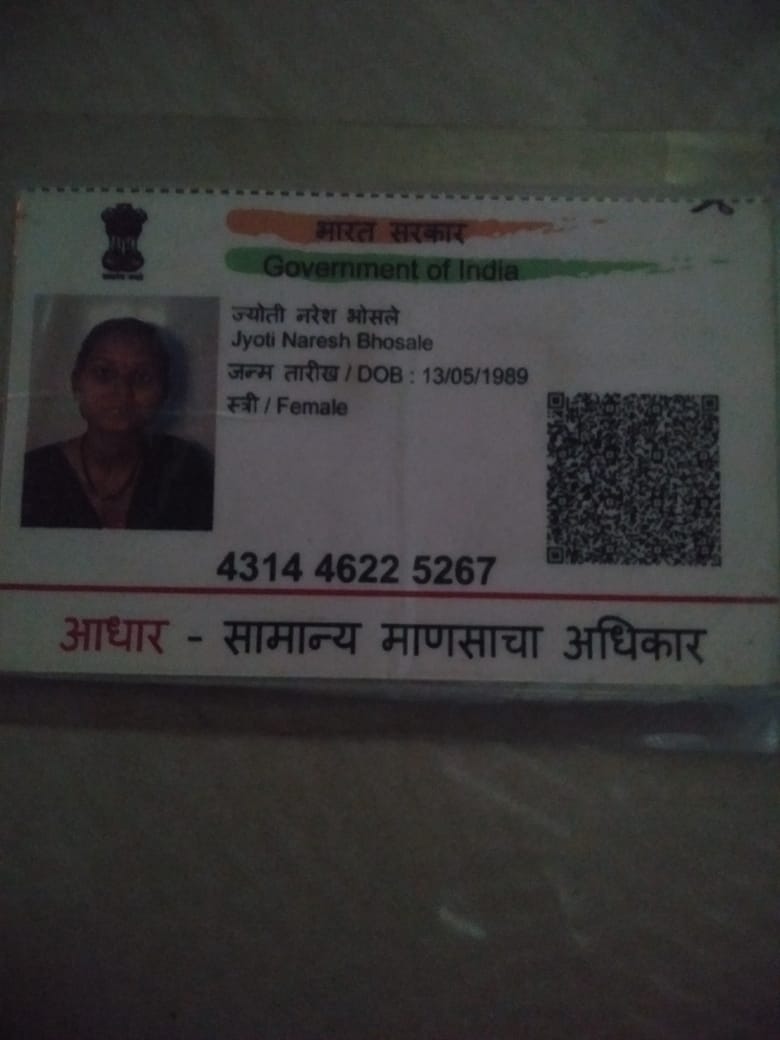 भारत सरकार
Government of India
ज्योती नरेश भोसले
Jyoti Naresh Bhosale
जन्म तारीख / DOB : 13/05/1989
स्त्री / Female
4314 4622 5267
आधार - सामान्य माणसाचा अधिकार